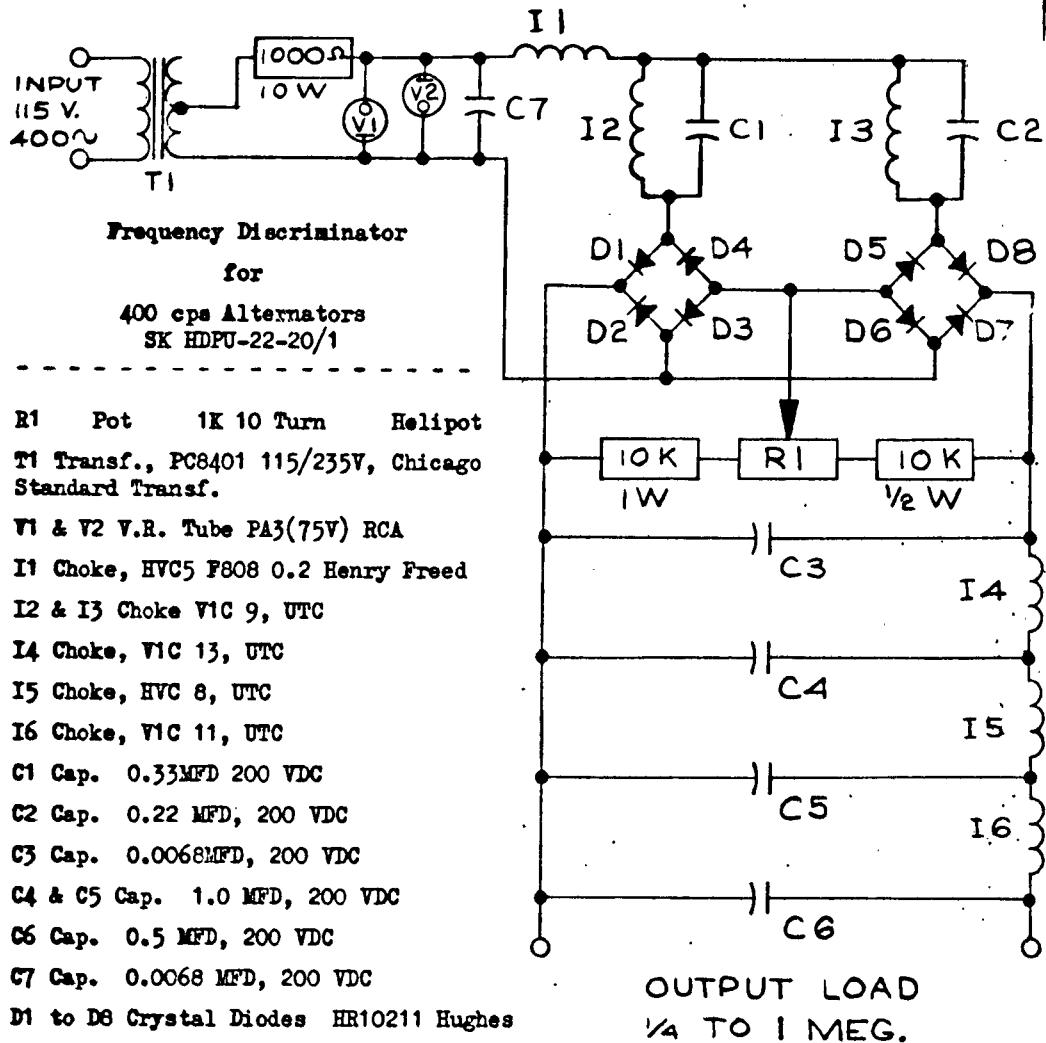 I1
INPUT
115 V.
400~
T1
1000Ω
10W
V1
V2
C7
I2
C1
I3
C2
Frequency Discriminator
for
400 cps Alternators
SK HDPU-22-20/1
D1
D4
D2
D3
D5
D8
D6
D7
10K
1W
R1
10K
1/2 W
C3
I4
C4
I5
C5
I6
C6
OUTPUT LOAD
1/4 TO 1 MEG.
R1 Pot 1K 10 Turn Helipot
T1 Transf., PC8401 115/235V, Chicago
Standard Transf.
V1 & V2 V.R. Tube PA3(75V) RCA
I1 Choke, HVC5 F808 0.2 Henry Freed
I2 & I3 Choke V1C 9, UTC
I4 Choke, V1C 13, UTC
I5 Choke, HVC 8, UTC
I6 Choke, V1C 11, UTC
C1 Cap. 0.33MFD 200 VDC
C2 Cap. 0.22 MFD, 200 VDC
C3 Cap. 0.0068MFD, 200 VDC
C4 & C5 Cap. 1.0 MFD, 200 VDC
C6 Cap. 0.5 MFD, 200 VDC
C7 Cap. 0.0068 MFD, 200 VDC
D1 to D8 Crystal Diodes HR10211 Hughes